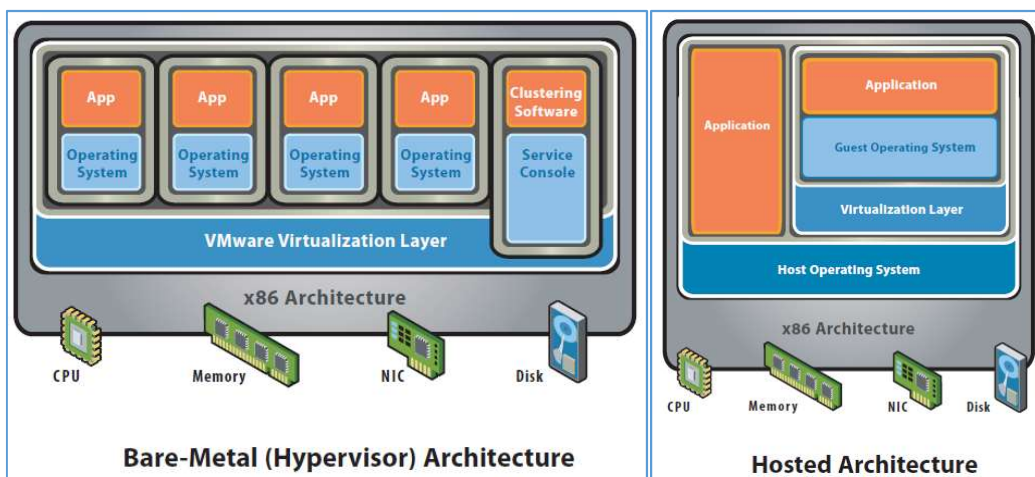 App
App
App
App
Clustering
Software
Operating
System
Operating
System
Operating
System
Operating
System
Service
Console
VMware Virtualization Layer
x86 Architecture
CPU
Memory
NIC
Disk
Bare-Metal (Hypervisor) Architecture
Application
Application
Guest Operating System
Virtualization Layer
Host Operating System
x86 Architecture
CPU
Memory
NIC
Disk
Hosted Architecture